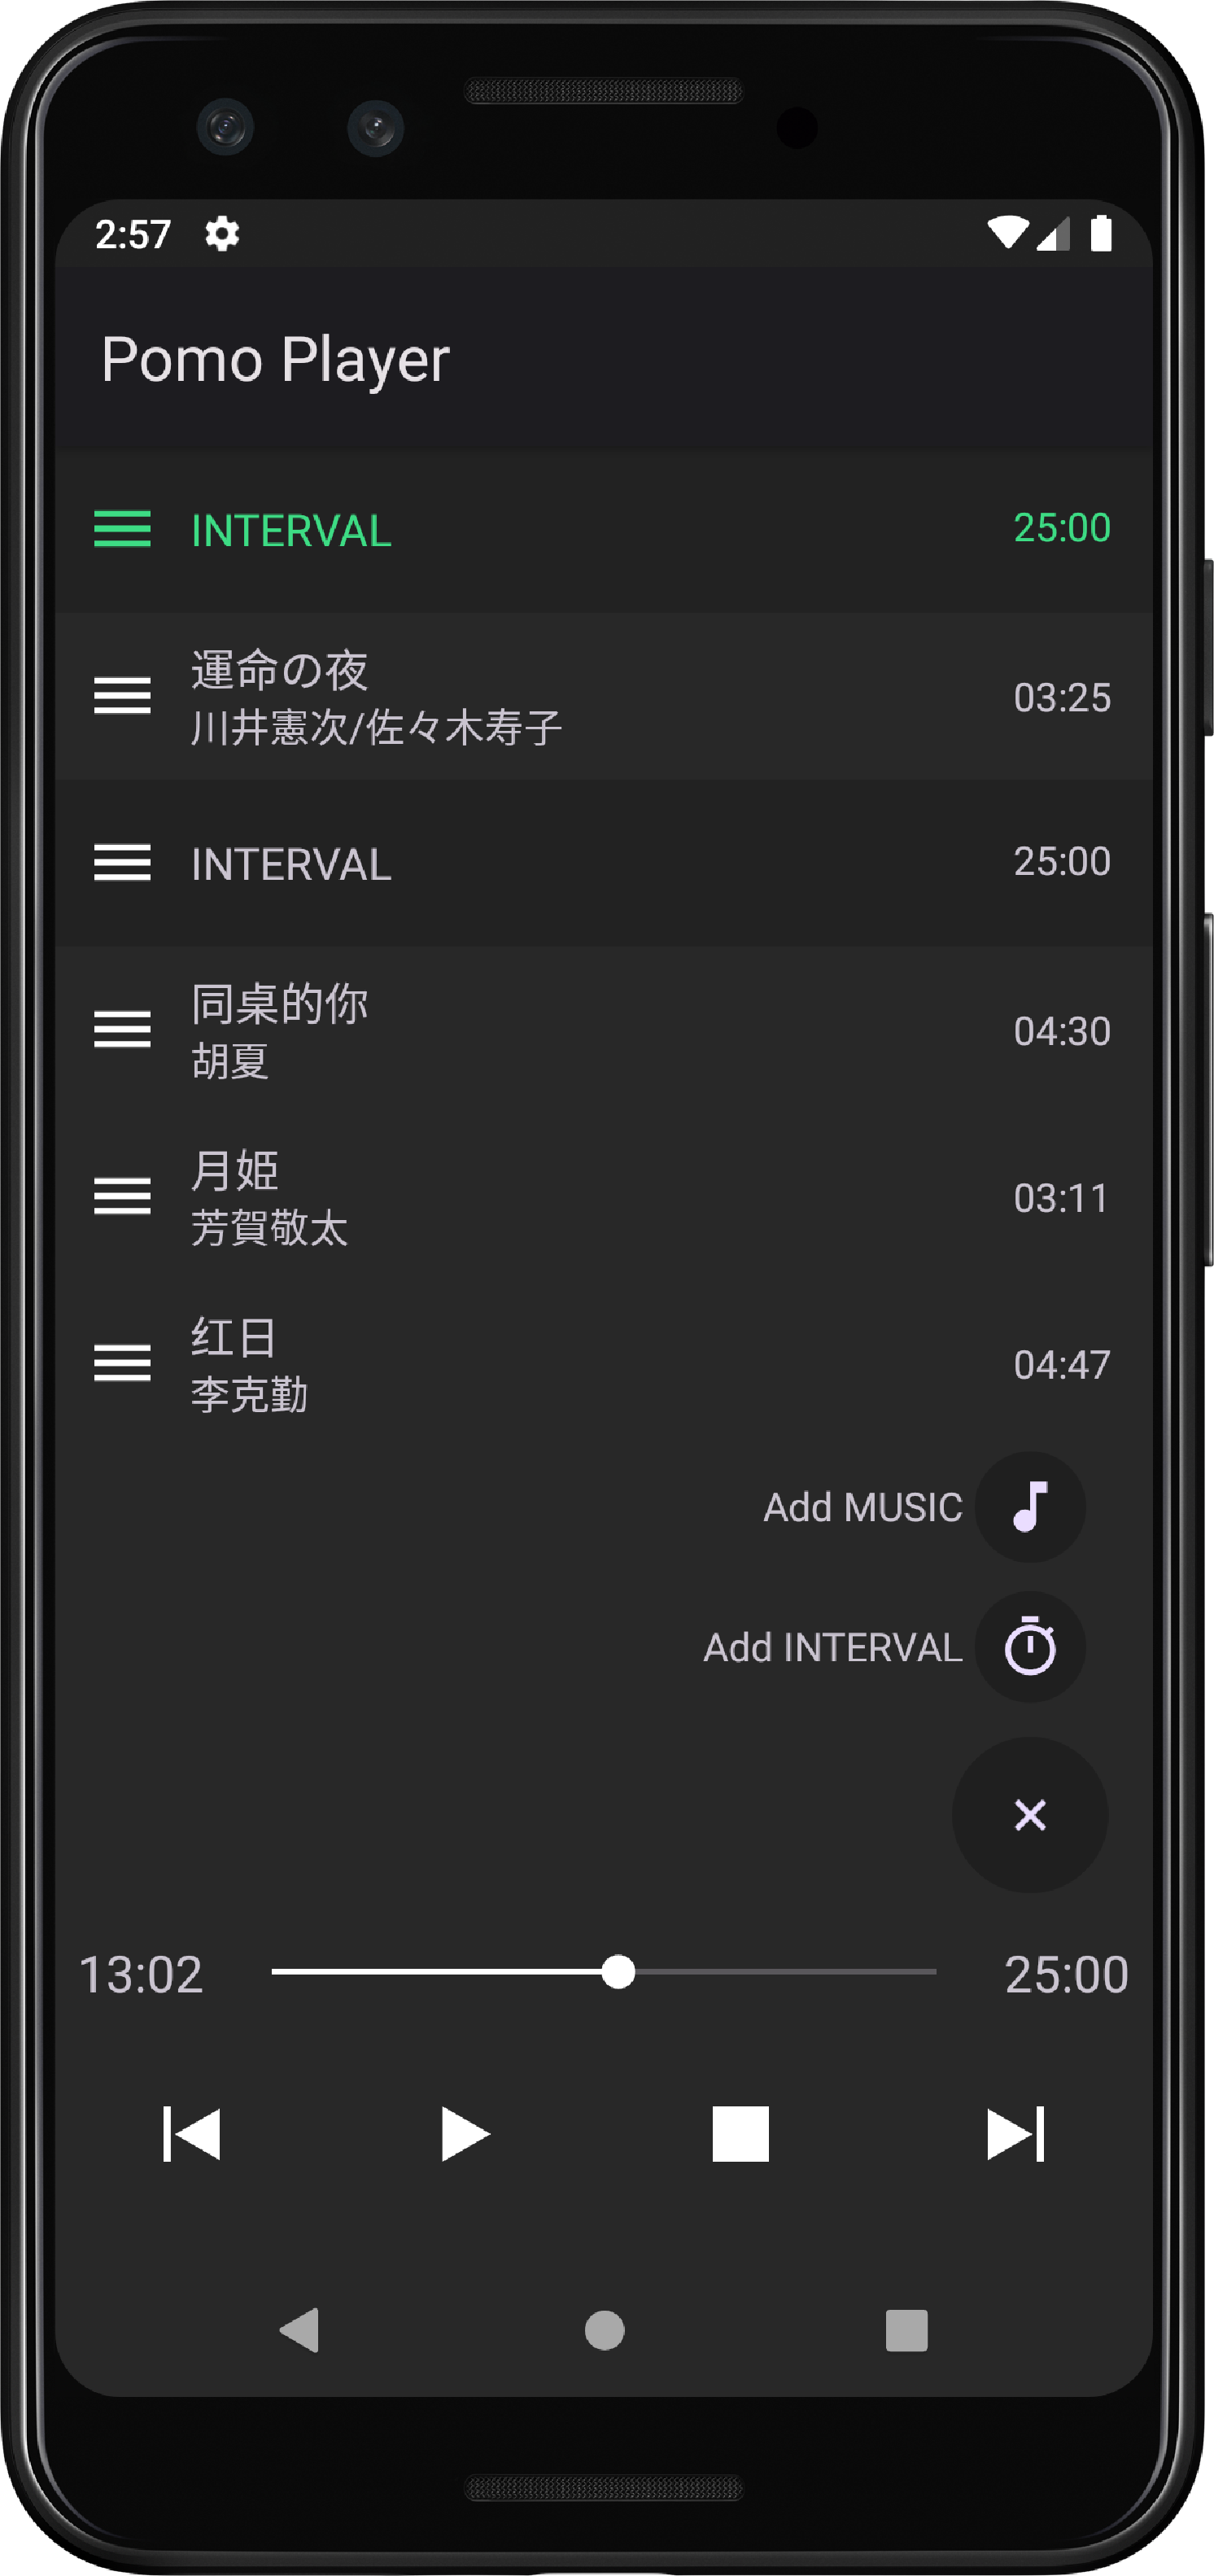 2:57
Pomo Player
INTERVAL 25:00
運命の夜 03:25
川井憲次/佐々木寿子
INTERVAL 25:00
同桌的你 04:30
胡夏
月姫 03:11
芳賀敬太
红日 04:47
李克勤
Add MUSIC
Add INTERVAL
13:02 25:00